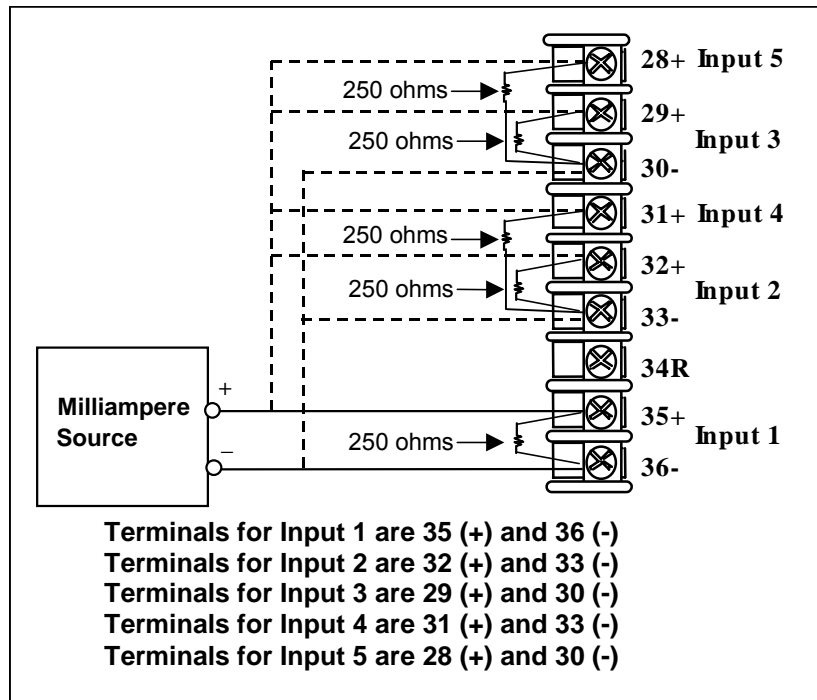 28+ Input 5
250 ohms
29+
250 ohms
Input 3
30-
31+ Input 4
250 ohms
32+
250 ohms
Input 2
33-
34R
+
Milliampere
Source
35+
250 ohms
Input 1
–
36-
Terminals for Input 1 are 35 (+) and 36 (-)
Terminals for Input 2 are 32 (+) and 33 (-)
Terminals for Input 3 are 29 (+) and 30 (-)
Terminals for Input 4 are 31 (+) and 33 (-)
Terminals for Input 5 are 28 (+) and 30 (-)